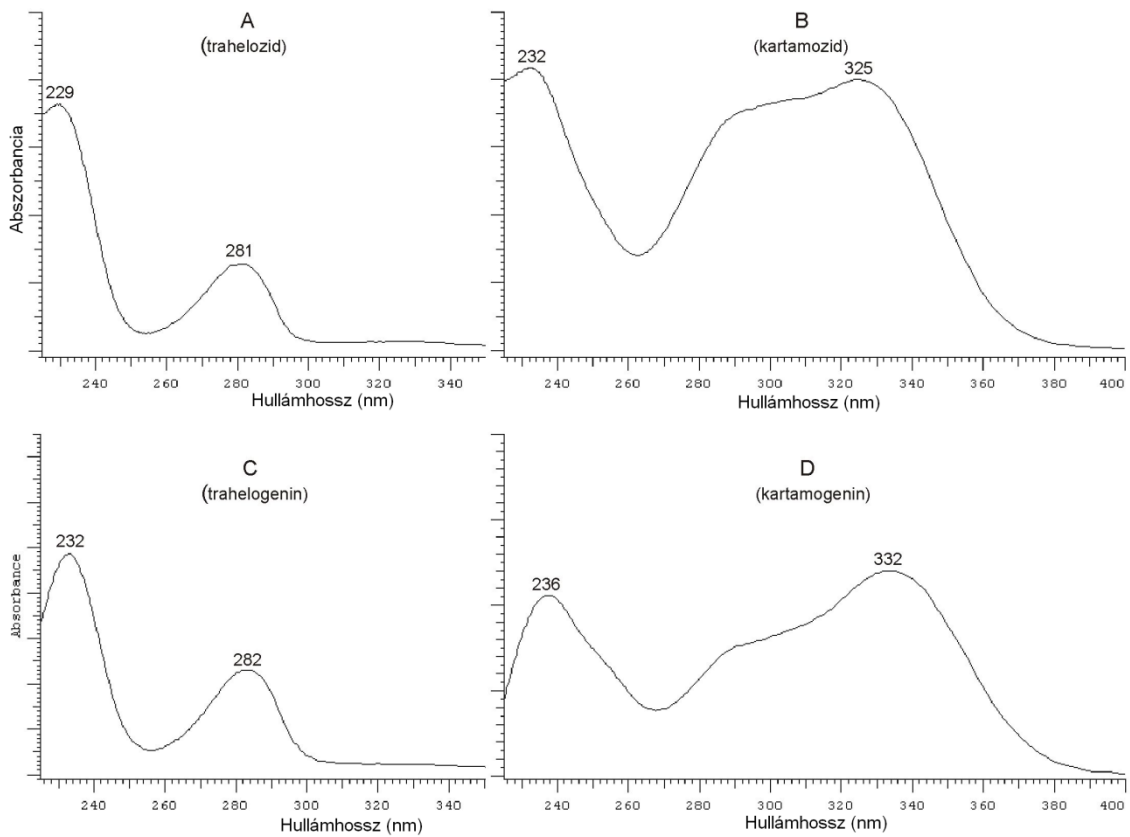 A
(trahelozid)
229
281
Abszorbancia
240 260 280 300 320 340
Hullámhossz (nm)
B
(kartamozid)
232
325
240 260 280 300 320 340 360 380 400
Hullámhossz (nm)
C
(trahelogenin)
232
282
Absorbance
240 260 280 300 320 340
Hullámhossz (nm)
D
(kartamogenin)
236
332
240 260 280 300 320 340 360 380 400
Hullámhossz (nm)